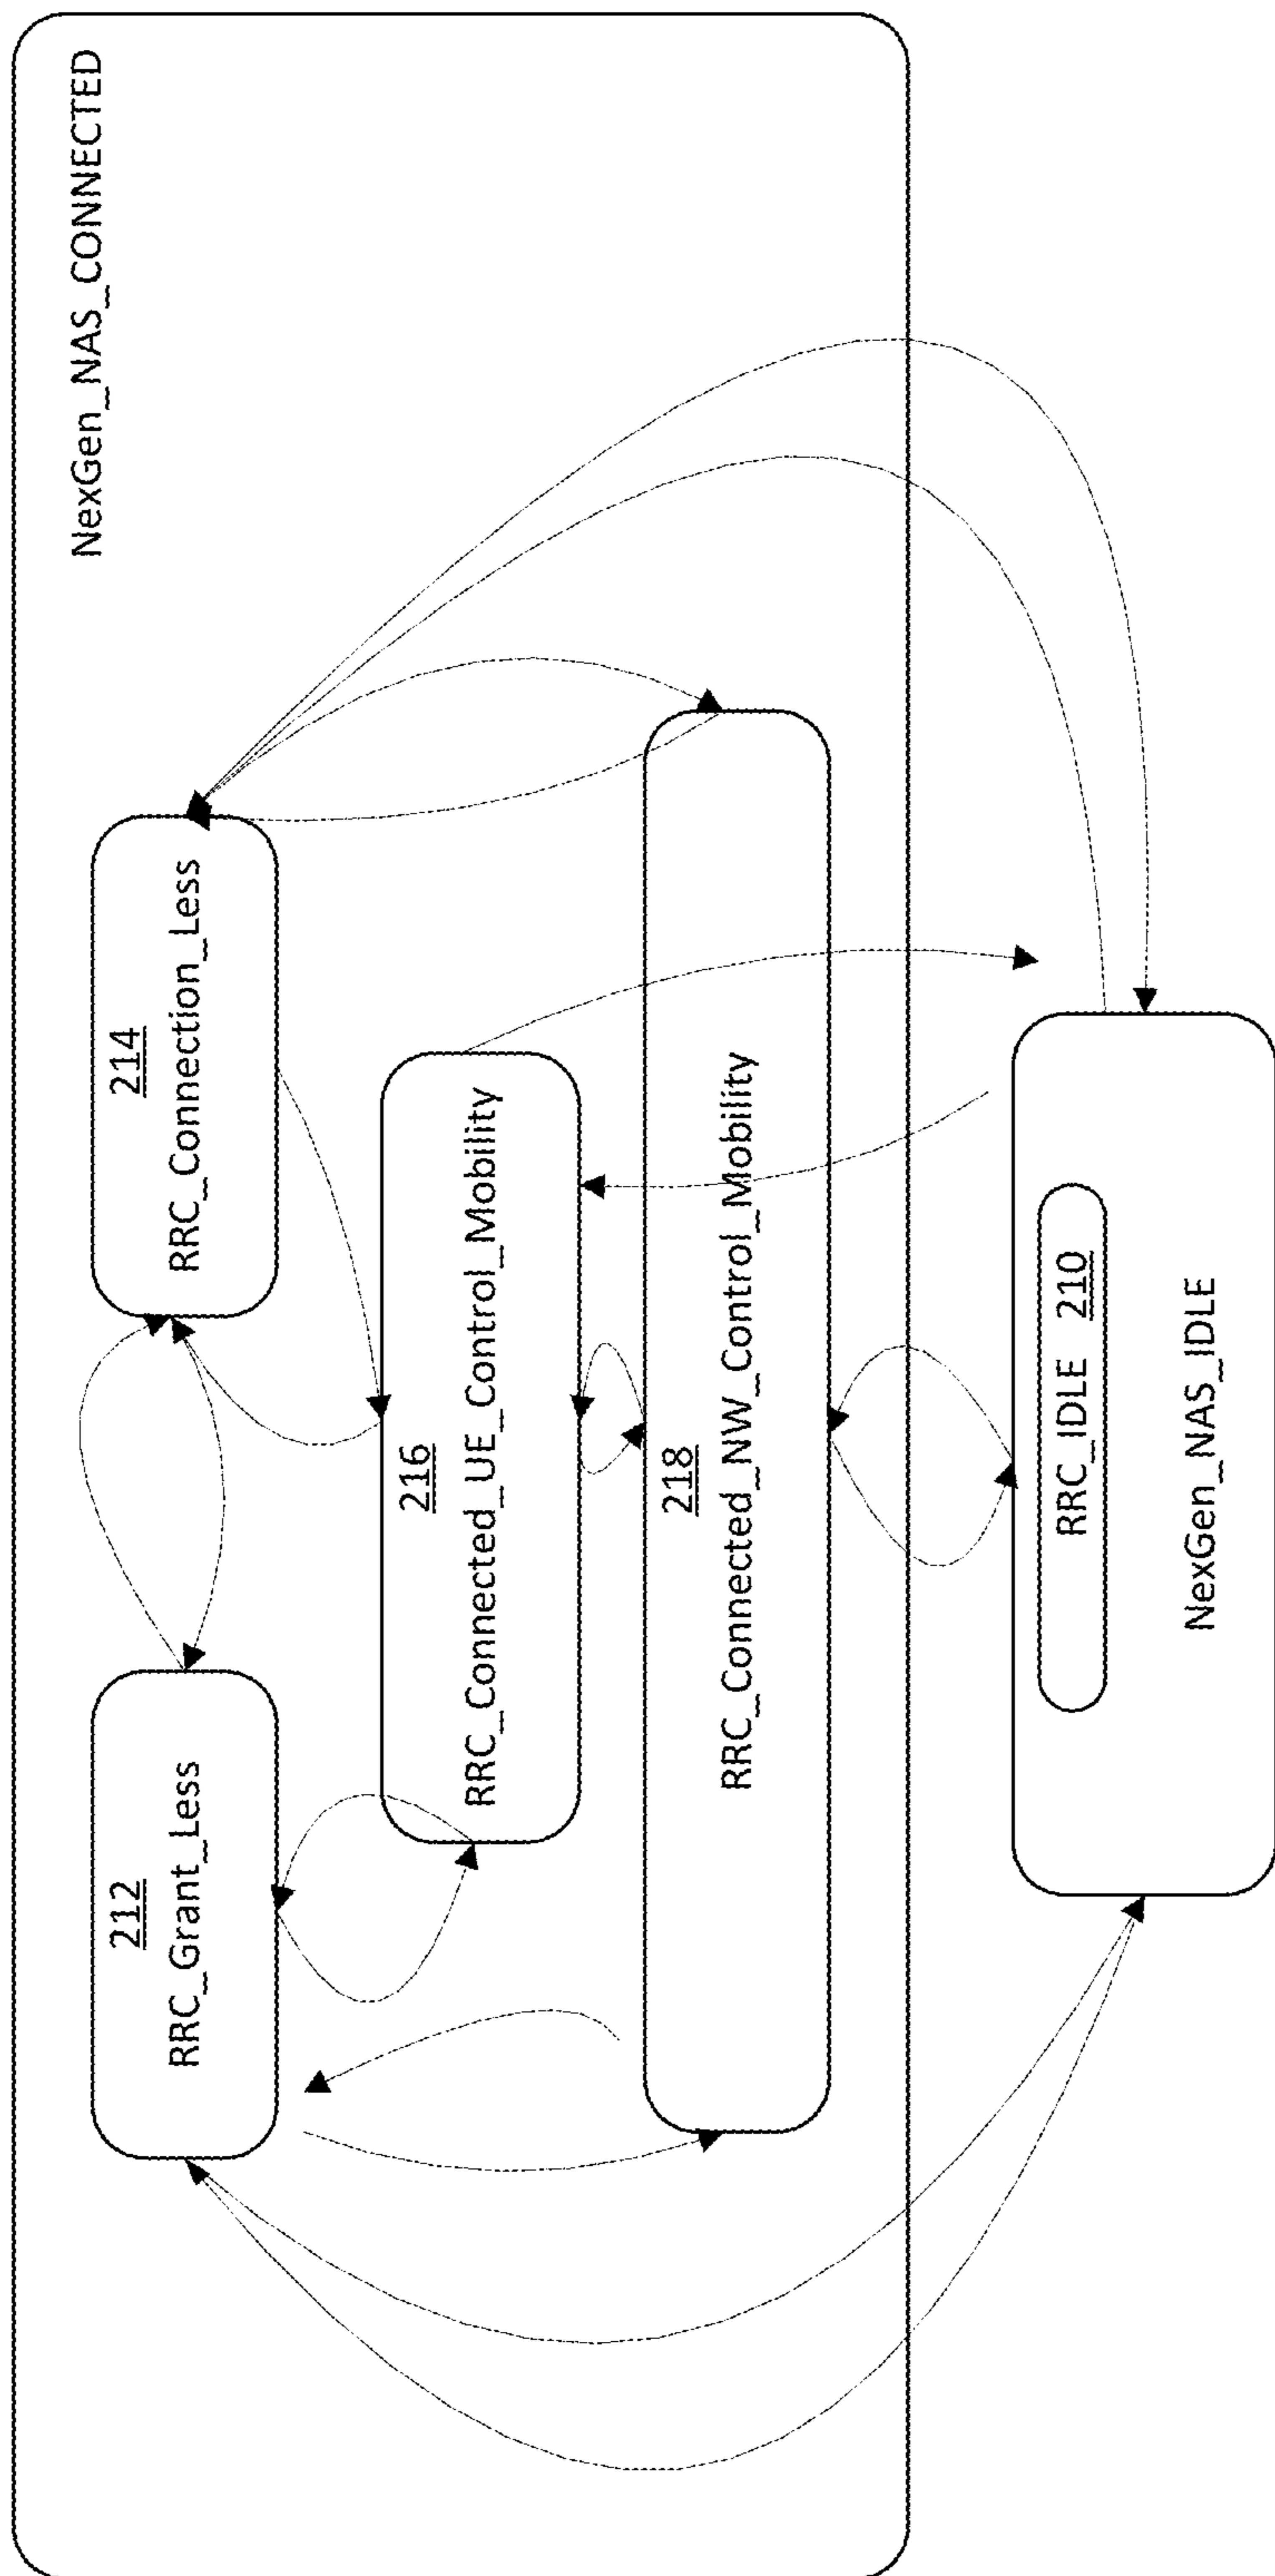 NexGen_NAS_CONNECTED
212
RRC_Grant_Less
214
RRC_Connection_Less
216
RRC_Connected_UE_Control_Mobility
218
RRC_Connected_NW_Control_Mobility
RRC_IDLE 210
NexGen_NAS_IDLE